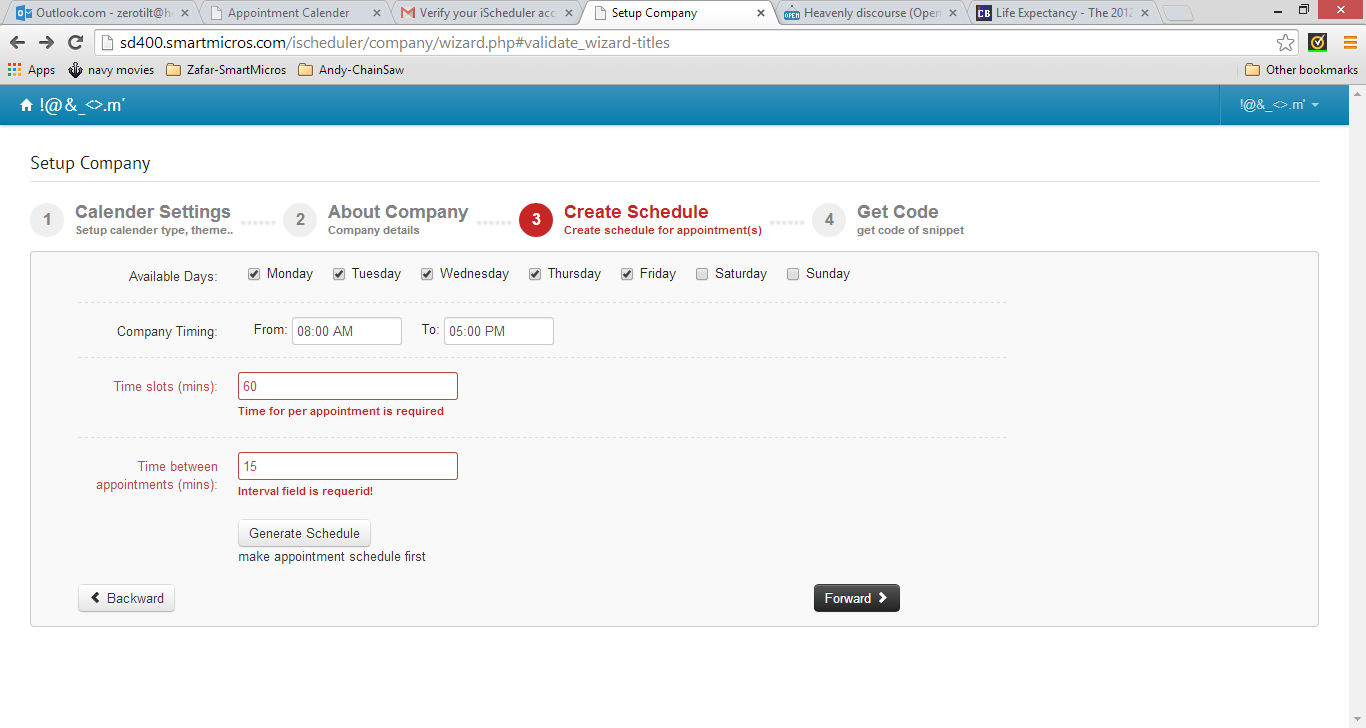 Outlook.com - zerotilt@h
Appointment Calender
Verify your iScheduler acc
Setup Company
Heavenly discourse (Open
CB Life Expectancy - The 2012
sd400.smartmicros.com/ischeduler/company/wizard.php#validate_wizard-titles
Apps navy movies Zafar-SmartMicros Andy-ChainSaw Other bookmarks
!@&_<>.m' !@&_<>.m'
Setup Company
1 Calender Settings 2 About Company 3 Create Schedule 4 Get Code
Setup calender type, theme.. Company details Create schedule for appointment(s) get code of snippet
Available Days: Monday Tuesday Wednesday Thursday Friday Saturday Sunday
Company Timing: From: 08:00 AM To: 05:00 PM
Time slots (mins): 60
Time for per appointment is required
Time between 15
appointments (mins):
Interval field is requerid!
Generate Schedule
make appointment schedule first
Backward Forward